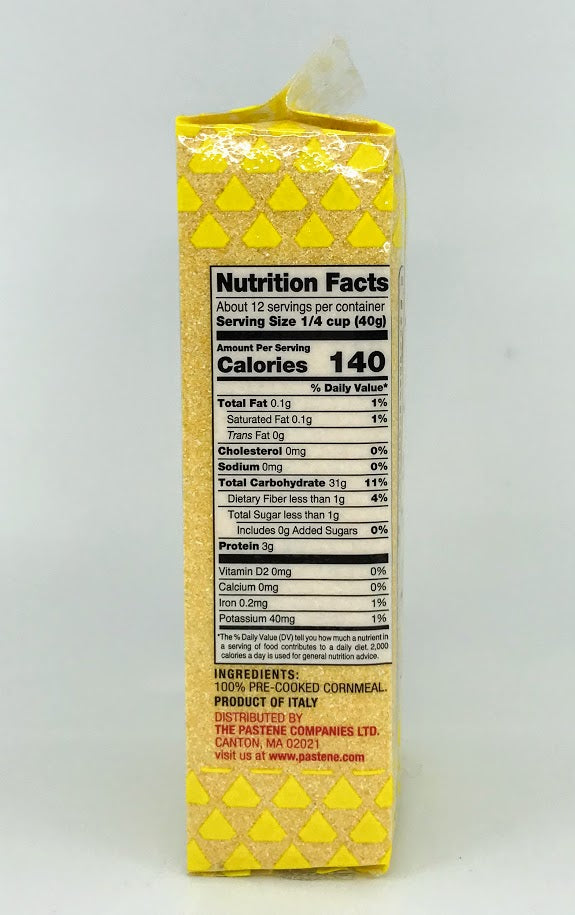 Nutrition Facts
About 12 servings per container
Serving Size 1/4 cup (40g)
Amount Per Serving
Calories 140
% Daily Value*
Total Fat 0.1g 1%
Saturated Fat 0.1g 1%
Trans Fat 0g
Cholesterol 0mg 0%
Sodium 0mg 0%
Total Carbohydrate 31g 11%
Dietary Fiber less than 1g 4%
Total Sugar less than 1g
Includes 0g Added Sugars 0%
Protein 3g
Vitamin D2 0mg 0%
Calcium 0mg 0%
Iron 0.2mg 1%
Potassium 40mg 1%
*The % Daily Value (DV) tell you how much a nutrient in
a serving of food contributes to a daily diet. 2,000
calories a day is used for general nutrition advice.
INGREDIENTS:
100% PRE-COOKED CORNMEAL.
PRODUCT OF ITALY
DISTRIBUTED BY
THE PASTENE COMPANIES LTD.
CANTON, MA 02021
visit us at www.pastene.com